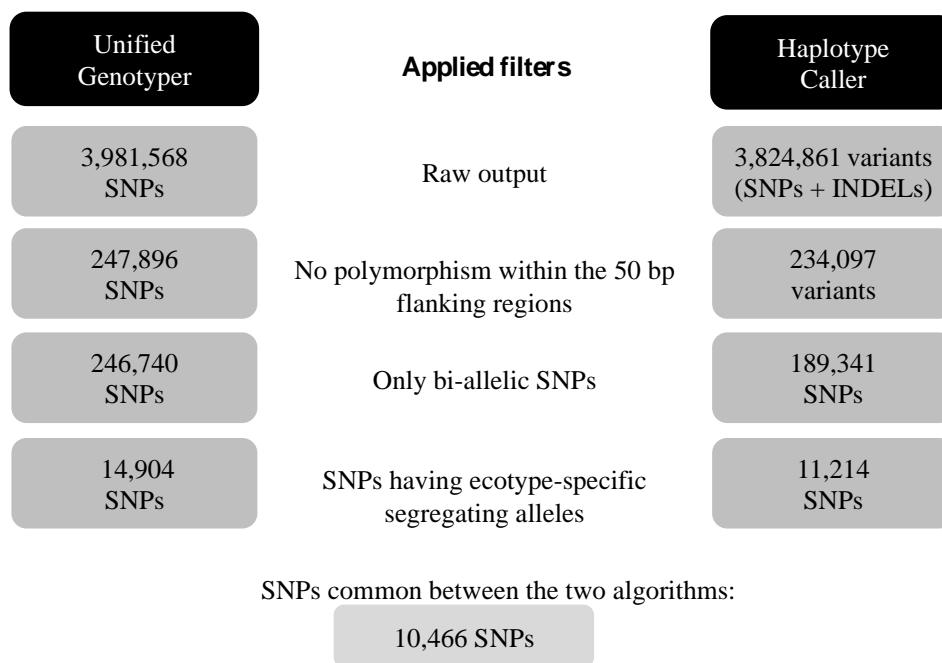 Unified
Genotyper
Applied filters
Haplotype
Caller
3,981,568
SNPs
Raw output
3,824,861 variants
(SNPs + INDELs)
247,896
SNPs
No polymorphism within the 50 bp
flanking regions
234,097
variants
246,740
SNPs
Only bi-allelic SNPs
189,341
SNPs
14,904
SNPs
SNPs having ecotype-specific
segregating alleles
11,214
SNPs
SNPs common between the two algorithms:
10,466 SNPs